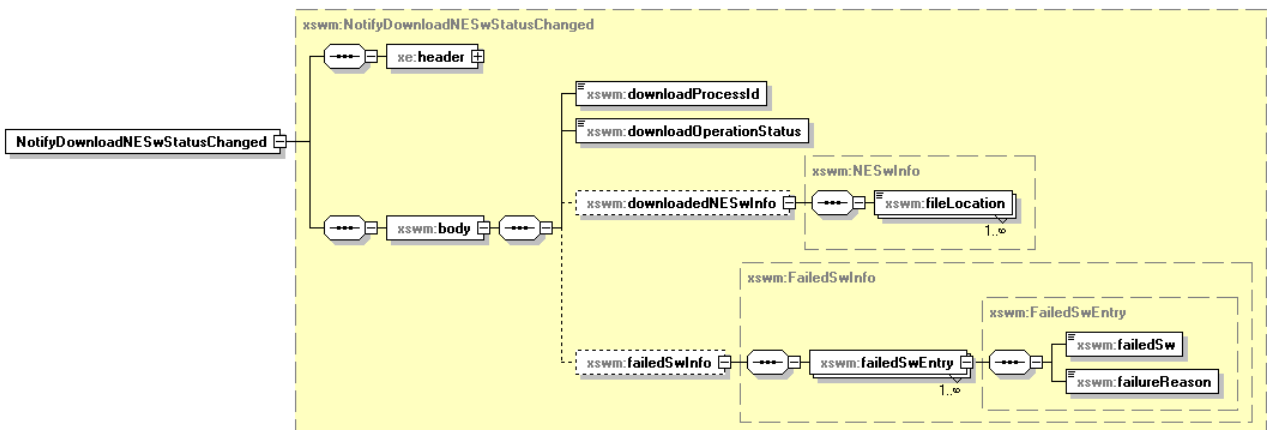 xswm:NotifyDownloadNESwStatusChanged
xe:header
xswm:downloadProcessId
xswm:downloadOperationStatus
NotifyDownloadNESwStatusChanged
xswm:NESwInfo
xswm:downloadedNESwInfo
xswm:fileLocation
xswm:body
1..∞
xswm:FailedSwInfo
xswm:FailedSwEntry
xswm:failedSw
xswm:failedSwInfo
xswm:failedSwEntry
xswm:failureReason
1..∞